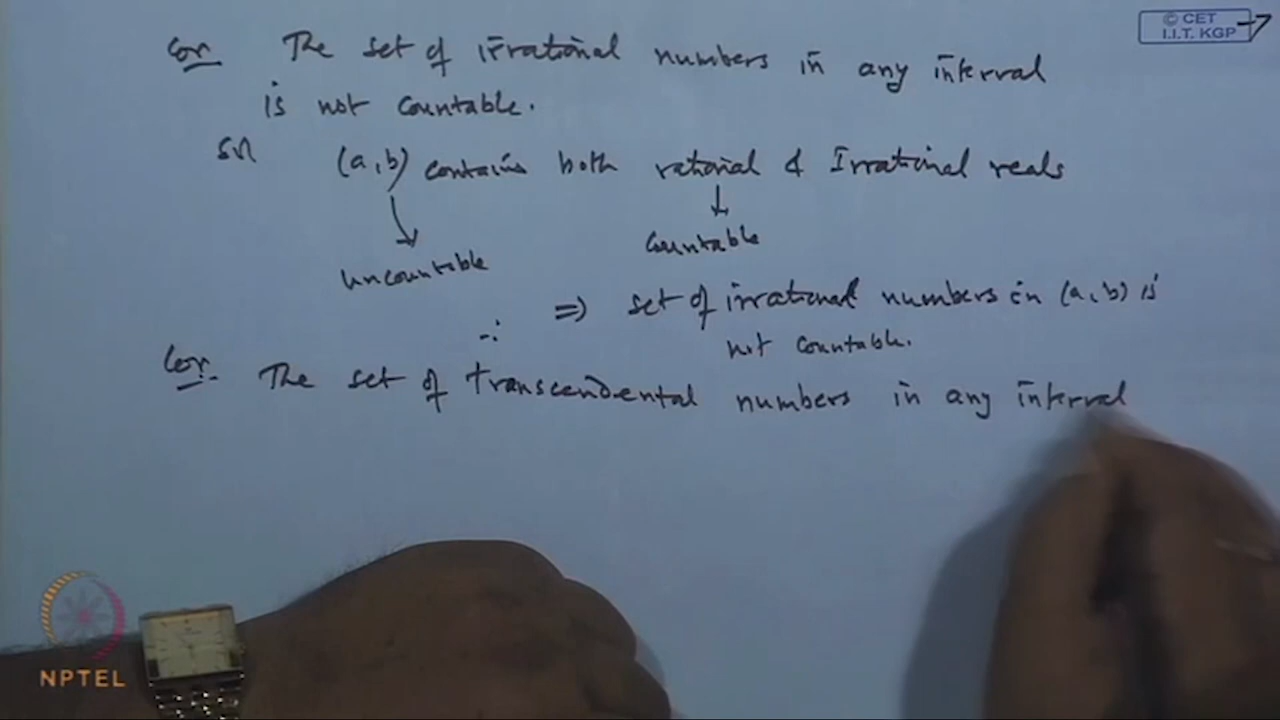 © CET
I.I.T. KGP
7
Cor The set of irrational numbers in any interval
is not countable.
Sol (a,b) contains both rational & Irrational reals
↓ ↓
uncountable countable
⇒ set of irrational numbers in (a,b) is
not countable.
Cor. The set of transcendental numbers in any interval
NPTEL